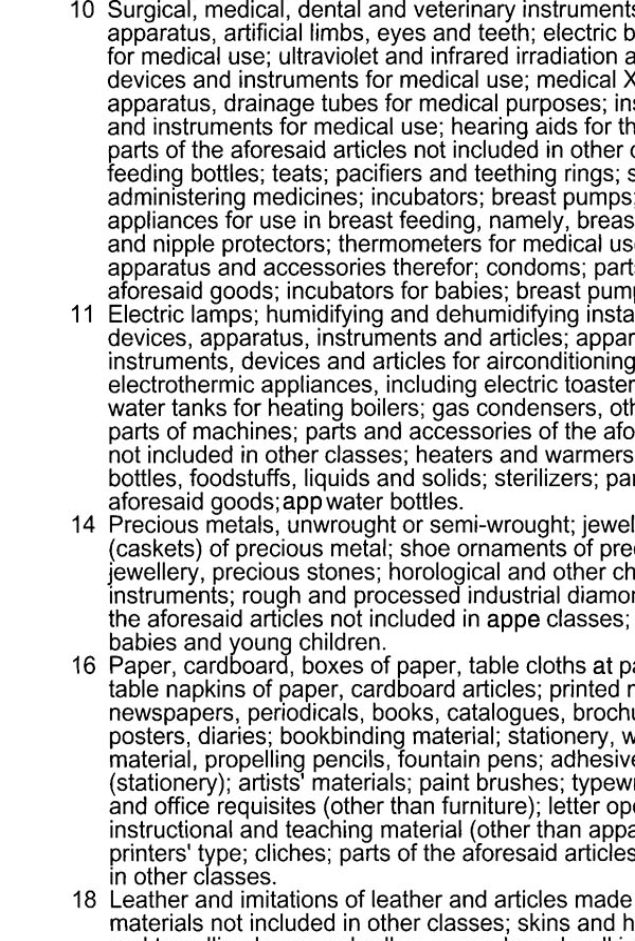 10 Surgical, medical, dental and veterinary instruments
apparatus, artificial limbs, eyes and teeth; electric b
for medical use; ultraviolet and infrared irradiation a
devices and instruments for medical use; medical X
apparatus, drainage tubes for medical purposes; ins
and instruments for medical use; hearing aids for th
parts of the aforesaid articles not included in other c
feeding bottles; teats; pacifiers and teething rings; s
administering medicines; incubators; breast pumps;
appliances for use in breast feeding, namely, breas
and nipple protectors; thermometers for medical use
apparatus and accessories therefor; condoms; part
aforesaid goods; incubators for babies; breast pump
11 Electric lamps; humidifying and dehumidifying insta
devices, apparatus, instruments and articles; appar
instruments, devices and articles for airconditioning
electrothermic appliances, including electric toaster
water tanks for heating boilers; gas condensers, oth
parts of machines; parts and accessories of the afo
not included in other classes; heaters and warmers
bottles, foodstuffs, liquids and solids; sterilizers; par
aforesaid goods;app water bottles.
14 Precious metals, unwrought or semi-wrought; jewel
(caskets) of precious metal; shoe ornaments of pre
jewellery, precious stones; horological and other ch
instruments; rough and processed industrial diamor
the aforesaid articles not included in appe classes;
babies and young children.
16 Paper, cardboard, boxes of paper, table cloths at pa
table napkins of paper, cardboard articles; printed r
newspapers, periodicals, books, catalogues, brochu
posters, diaries; bookbinding material; stationery, w
material, propelling pencils, fountain pens; adhesive
(stationery); artists' materials; paint brushes; typewr
and office requisites (other than furniture); letter ope
instructional and teaching material (other than appa
printers' type; cliches; parts of the aforesaid articles
in other classes.
18 Leather and imitations of leather and articles made
materials not included in other classes; skins and h